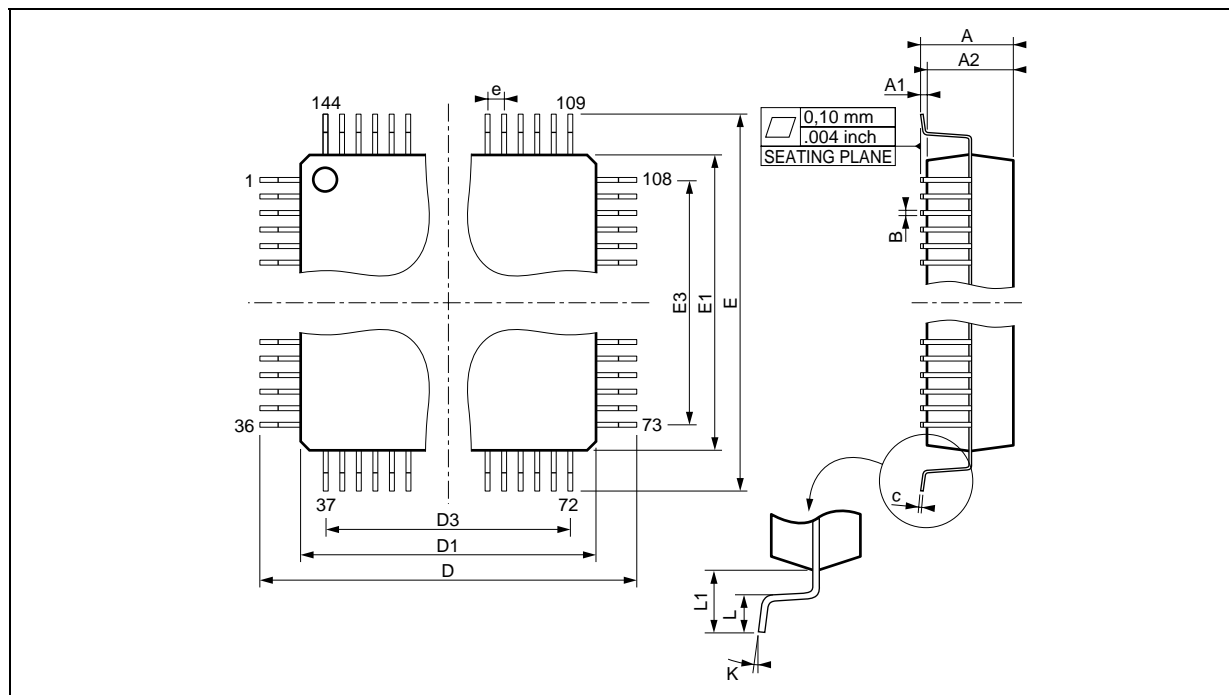 A
A2
A1
e
144
109
0,10 mm
.004 inch
SEATING PLANE
1
108
B
E3
E1
E
36
73
37
72
c
D3
D1
D
L1
L
K